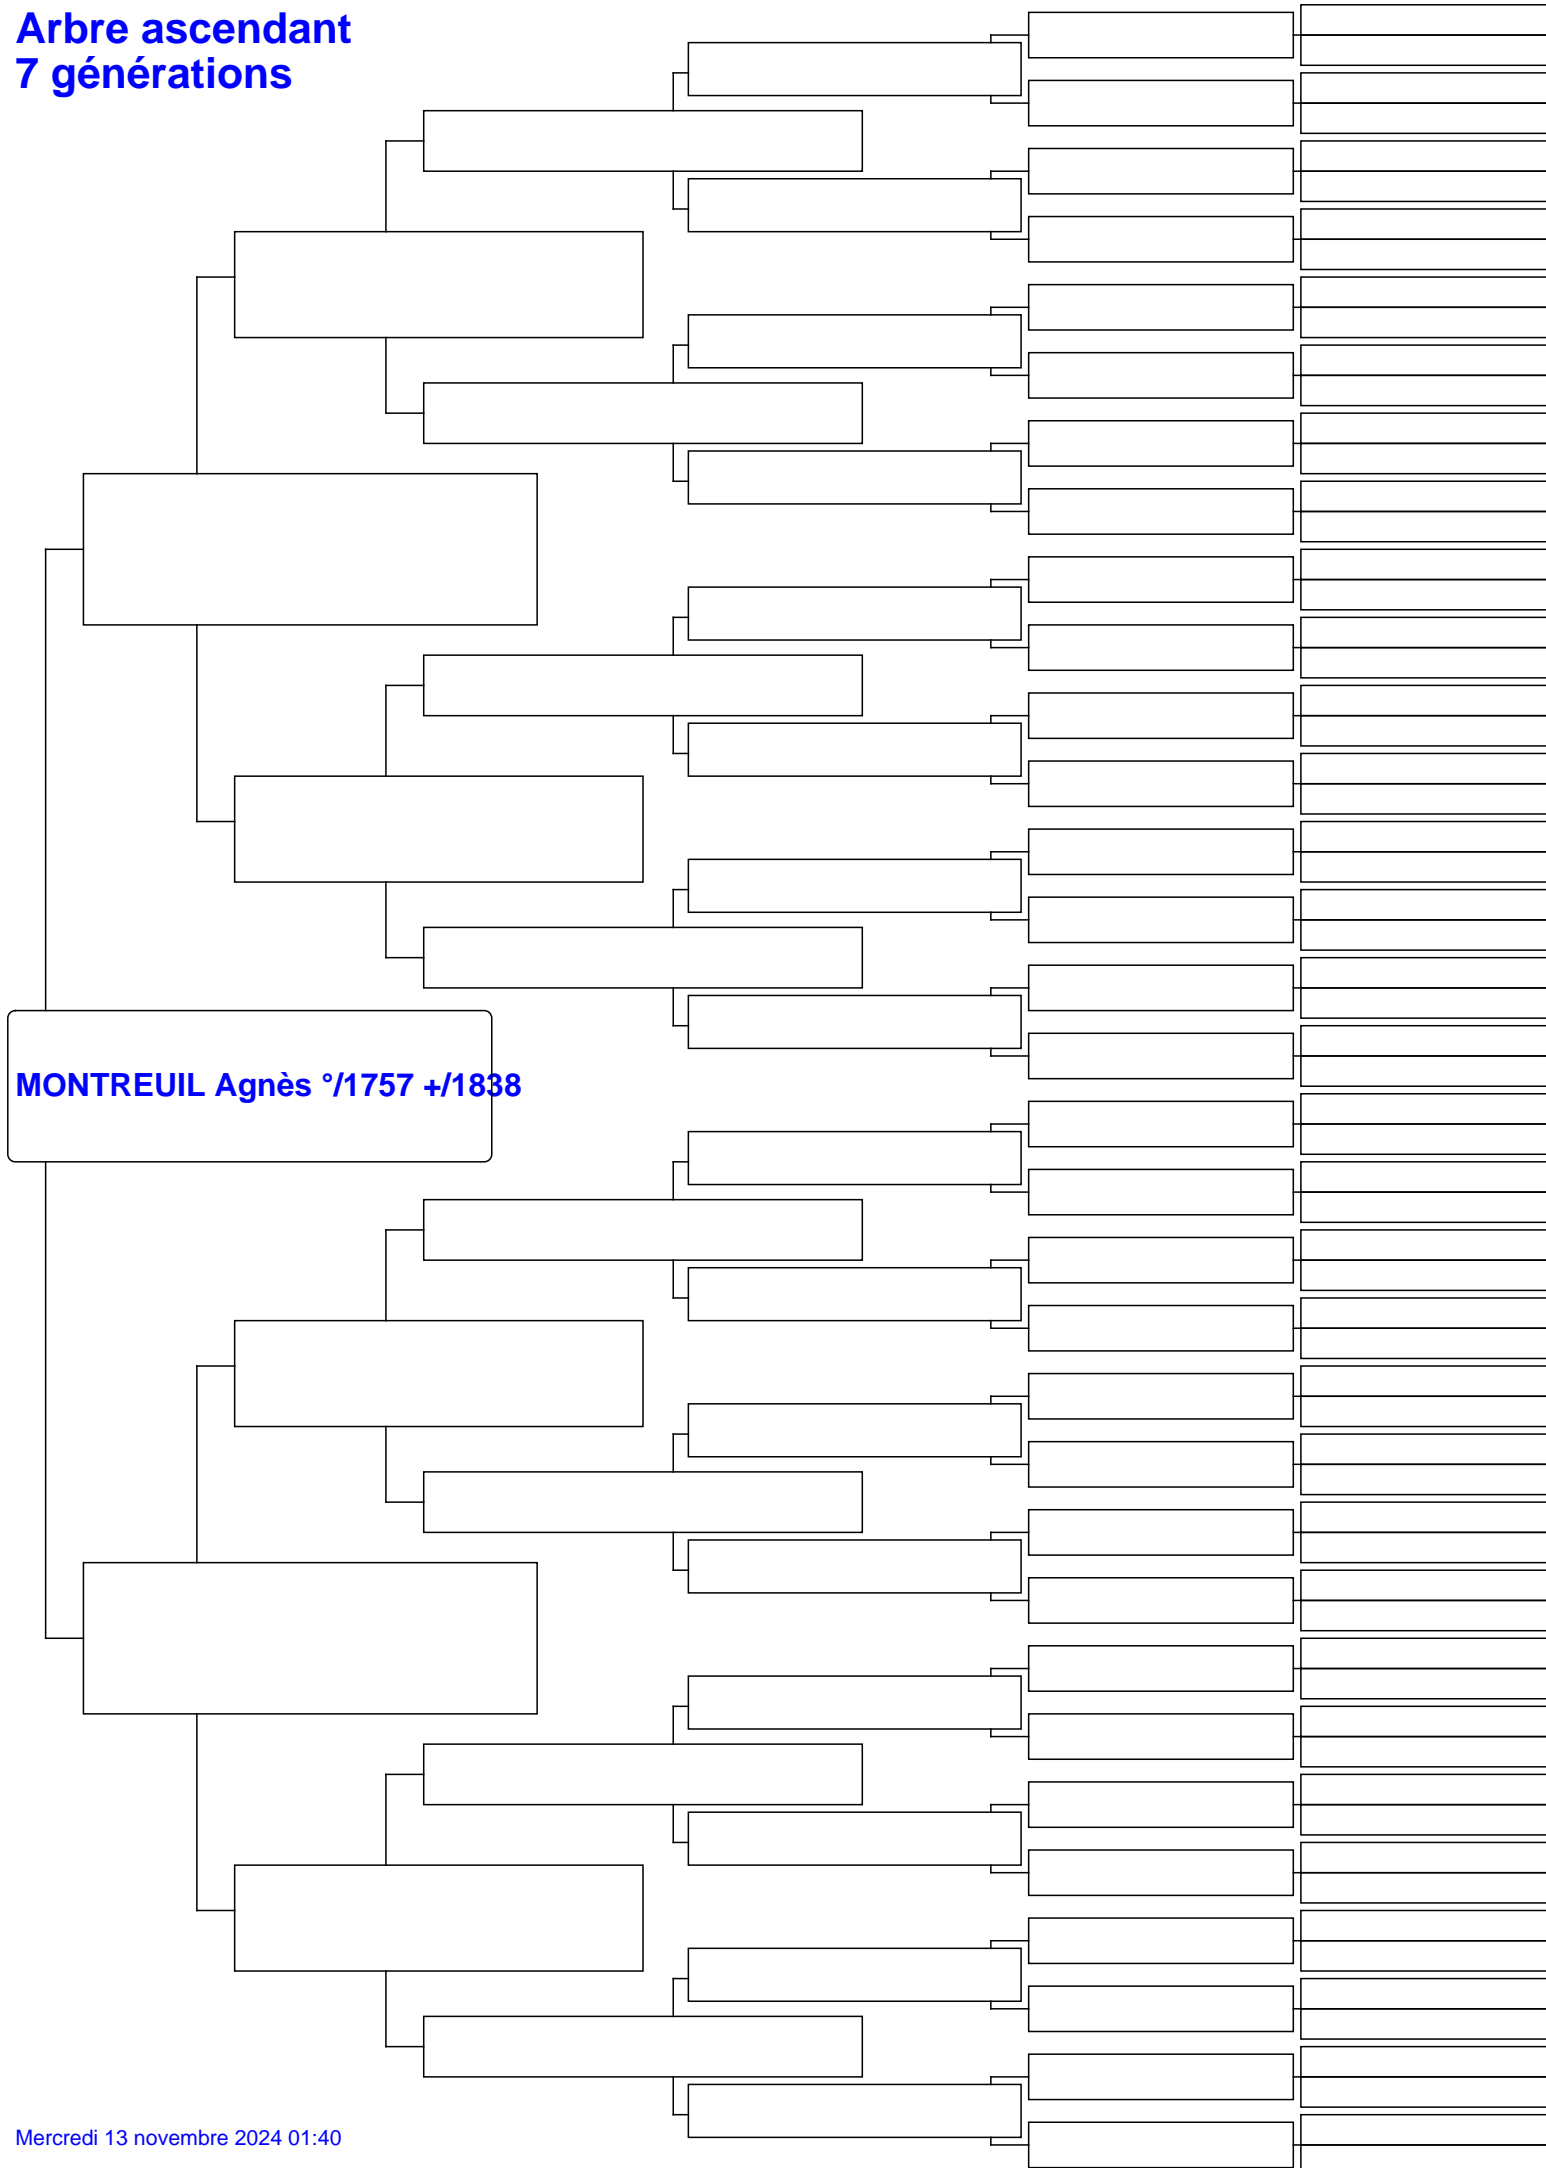 Arbre ascendant
7 générations
MONTREUIL Agnès °/1757 +/1838
Mercredi 13 novembre 2024 01:40